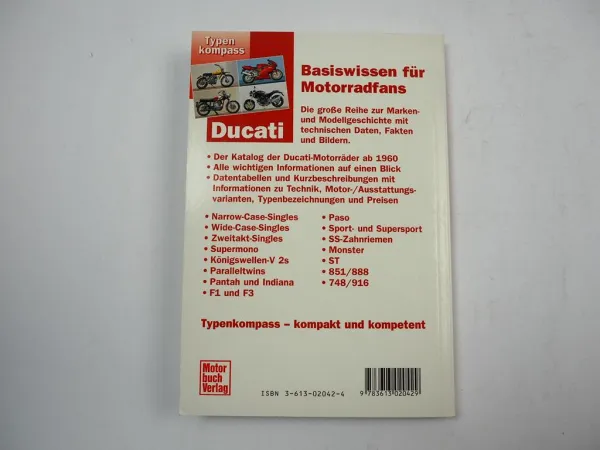 Typen
kompass
Ducati
Basiswissen für
Motorradfans
Die große Reihe zur Marken-
und Modellgeschichte mit
technischen Daten, Fakten
und Bildern.
• Der Katalog der Ducati-Motorräder ab 1960
• Alle wichtigen Informationen auf einen Blick
• Datentabellen und Kurzbeschreibungen mit
Informationen zu Technik, Motor-/Ausstattungs-
varianten, Typenbezeichnungen und Preisen
• Narrow-Case-Singles
• Wide-Case-Singles
• Zweitakt-Singles
• Supermono
• Königswellen-V 2s
• Paralleltwins
• Pantah und Indiana
• F1 und F3
• Paso
• Sport- und Supersport
• SS-Zahnriemen
• Monster
• ST
• 851/888
• 748/916
Typenkompass – kompakt und kompetent
Motor
buch
Verlag
ISBN 3-613-02042-4
9 783613 020429